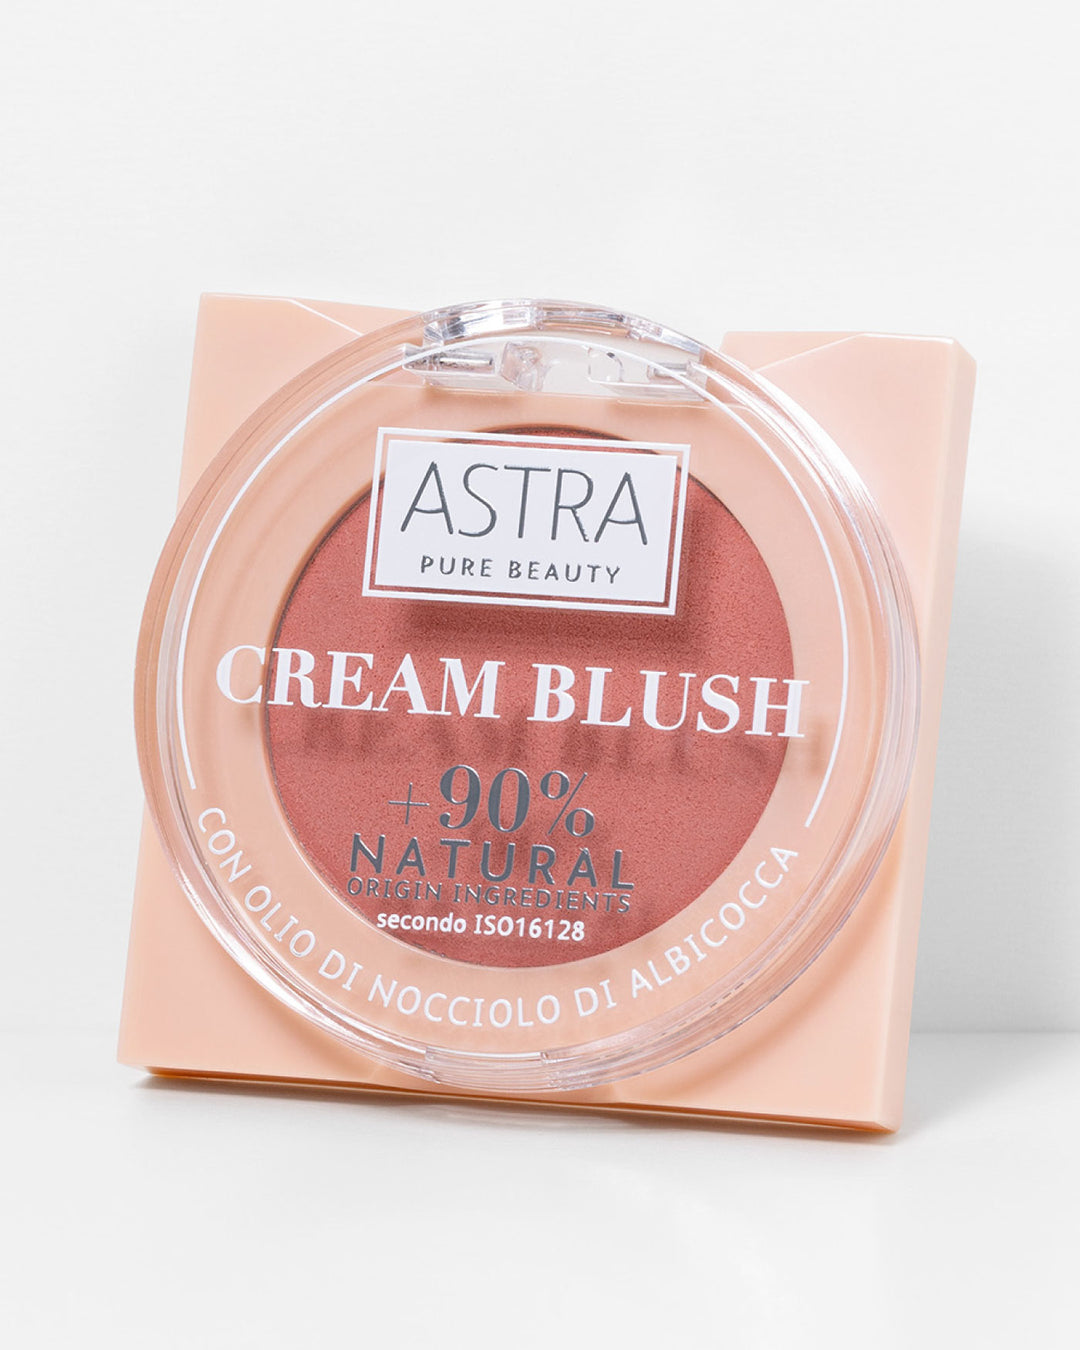 ASTRA
PURE BEAUTY
CREAM BLUSH
+90%
NATURAL
ORIGIN INGREDIENTS
secondo ISO16128
CON OLIO DI NOCCIOLO DI ALBICOCCA